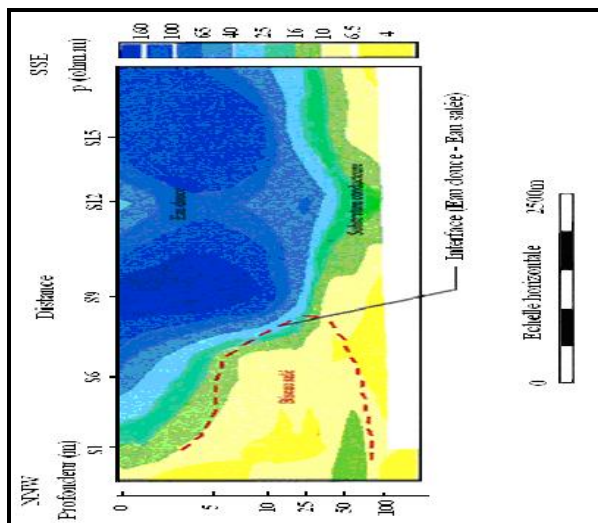 NNW
Distance
SSE
Profondeur (m)
S1
S6
S9
S12
S15
ρ (ohm.m)
0
5
10
25
50
100
160
100
65
40
25
16
10
6.5
4
Eau douce
Substratum conducteur
Biseau salé
Interface (Eau douce - Eau salée)
Echelle horizontale
0
2500m